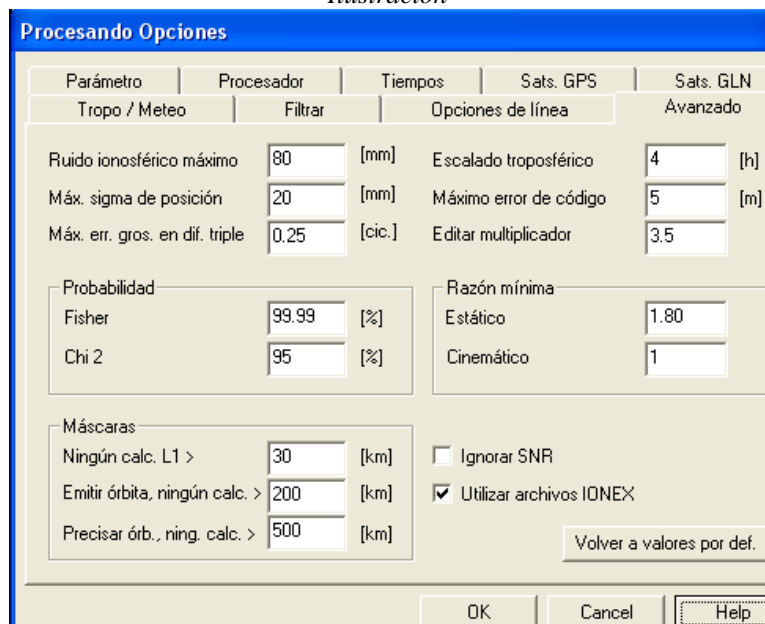 Ilustración
Procesando Opciones
Parámetro Procesador Tiempos Sats. GPS Sats. GLN
Tropo / Meteo Filtrar Opciones de línea Avanzado
Ruido ionosférico máximo 80 [mm] Escalado troposférico 4 [h]
Máx. sigma de posición 20 [mm] Máximo error de código 5 [m]
Máx. err. gros. en dif. triple 0.25 [cic.] Editar multiplicador 3.5
Probabilidad Razón mínima
Fisher 99.99 [%] Estático 1.80
Chi 2 95 [%] Cinemático 1
Máscaras
Ningún calc. L1 > 30 [km] Ignorar SNR
Emitir órbita, ningún calc. > 200 [km] Utilizar archivos IONEX
Precisar órb., ning. calc. > 500 [km] Volver a valores por def.
OK Cancel Help